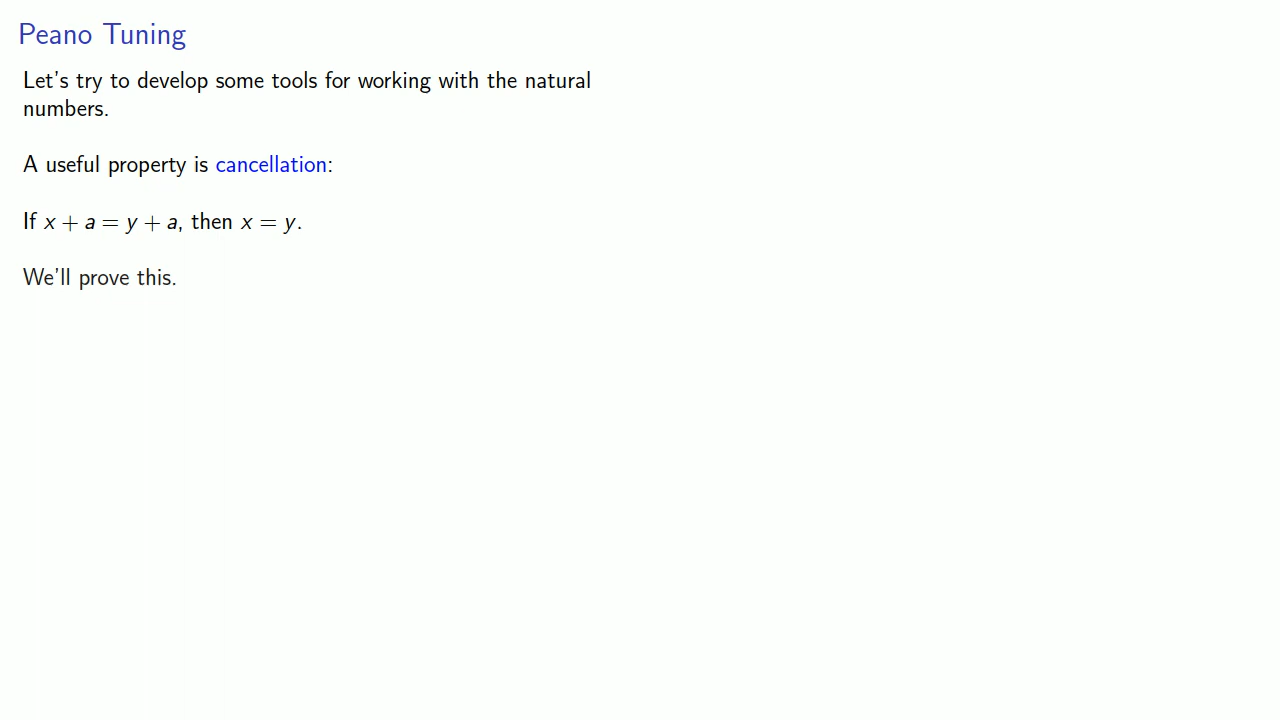 Peano Tuning
Let's try to develop some tools for working with the natural
numbers.
A useful property is cancellation:
If x + a = y + a, then x = y.
We'll prove this.